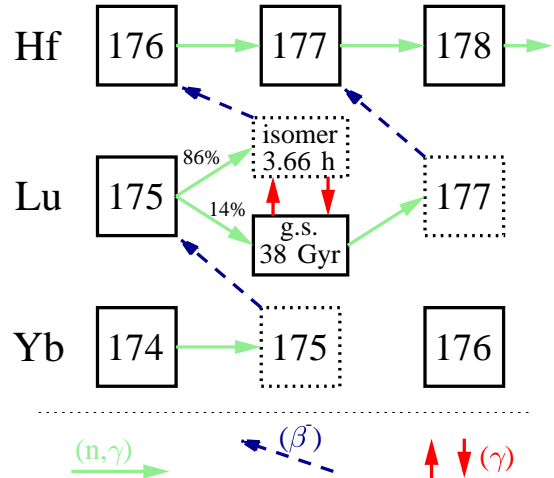 Hf 176 177 178
isomer
3.66 h
86%
Lu 175 177
14%
g.s.
38 Gyr
Yb 174 175 176
(n,γ) (β⁻) (γ)